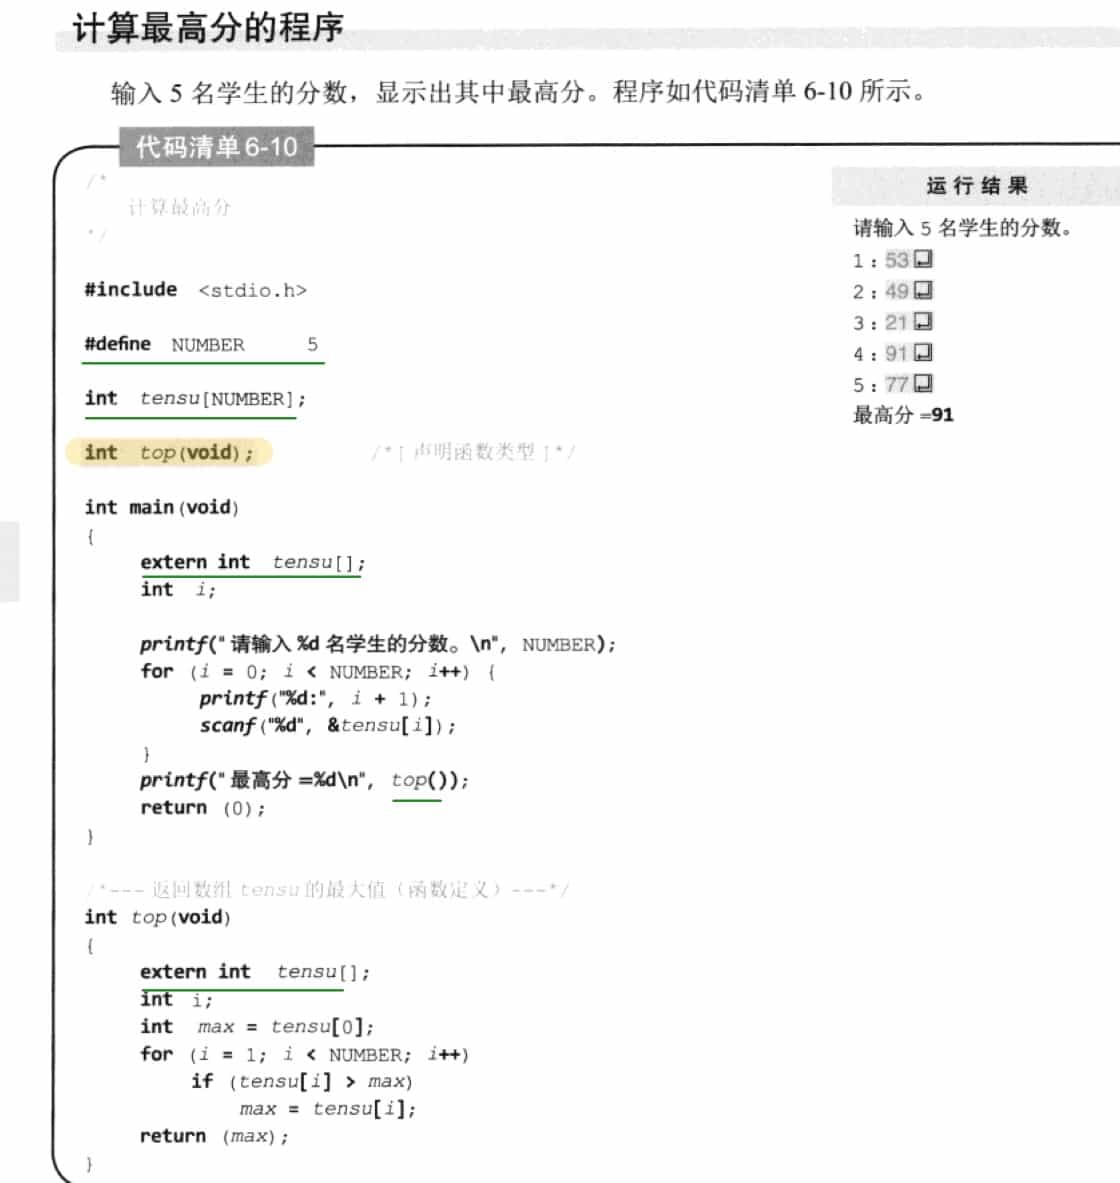 计算最高分的程序
输入 5 名学生的分数，显示出其中最高分。程序如代码清单 6-10 所示。
代码清单 6-10
/*
计算最高分
*/
#include <stdio.h>
#define NUMBER 5
int tensu[NUMBER];
int top(void); /*[ 声明函数类型 ]*/
int main(void)
{
extern int tensu[];
int i;
printf("请输入 %d 名学生的分数。\n", NUMBER);
for (i = 0; i < NUMBER; i++) {
printf("%d:", i + 1);
scanf("%d", &tensu[i]);
}
printf("最高分 =%d\n", top());
return (0);
}
/*--- 返回数组 tensu 的最大值（函数定义）---*/
int top(void)
{
extern int tensu[];
int i;
int max = tensu[0];
for (i = 1; i < NUMBER; i++)
if (tensu[i] > max)
max = tensu[i];
return (max);
}
运行结果
请输入 5 名学生的分数。
1：53
2：49
3：21
4：91
5：77
最高分 =91